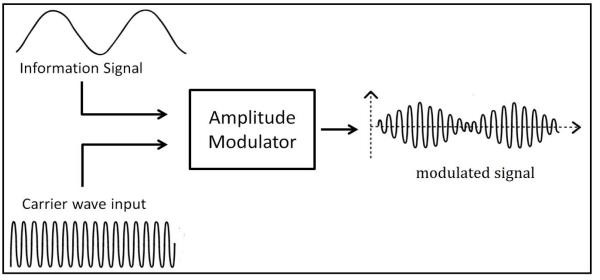 Information Signal
Amplitude
Modulator
Carrier wave input
modulated signal